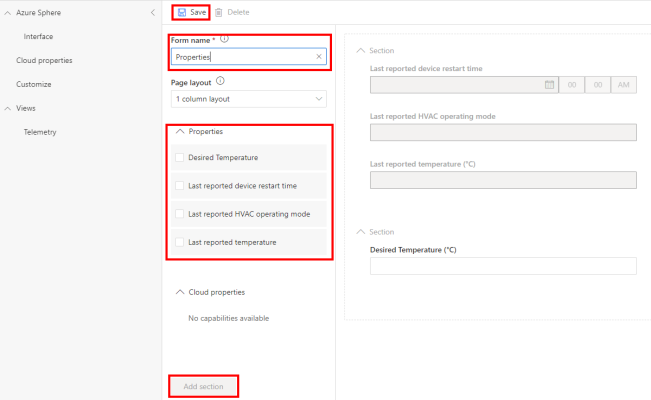 Azure Sphere
Interface
Cloud properties
Customize
Views
Telemetry
Save Delete
Form name *
Properties
Page layout
1 column layout
Properties
Desired Temperature
Last reported device restart time
Last reported HVAC operating mode
Last reported temperature
Cloud properties
No capabilities available
Add section
Section
Last reported device restart time
00 00 AM
Last reported HVAC operating mode
Last reported temperature (°C)
Section
Desired Temperature (°C)